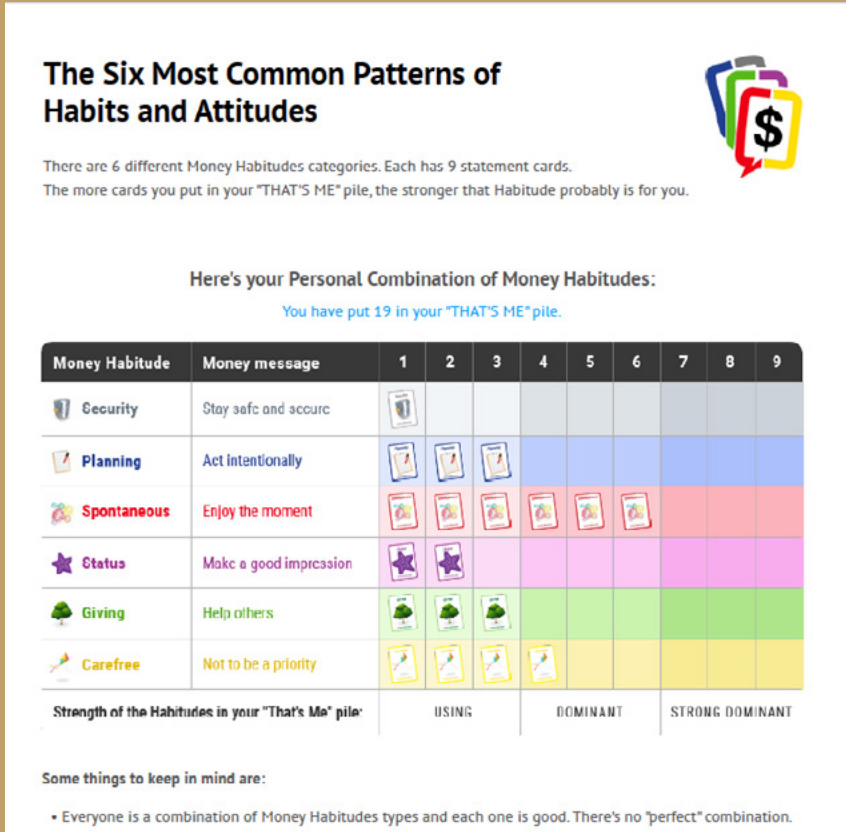 The Six Most Common Patterns of
Habits and Attitudes
$
There are 6 different Money Habitudes categories. Each has 9 statement cards.
The more cards you put in your "THAT'S ME" pile, the stronger that Habitude probably is for you.
Here's your Personal Combination of Money Habitudes:
You have put 19 in your "THAT'S ME" pile.
Money Habitude Money message 1 2 3 4 5 6 7 8 9
Security Stay safe and secure
Planning Act intentionally
Spontaneous Enjoy the moment
Status Make a good impression
Giving Help others
Carefree Not to be a priority
Strength of the Habitudes in your "That's Me" pile: USING DOMINANT STRONG DOMINANT
Some things to keep in mind are:
• Everyone is a combination of Money Habitudes types and each one is good. There's no "perfect" combination.